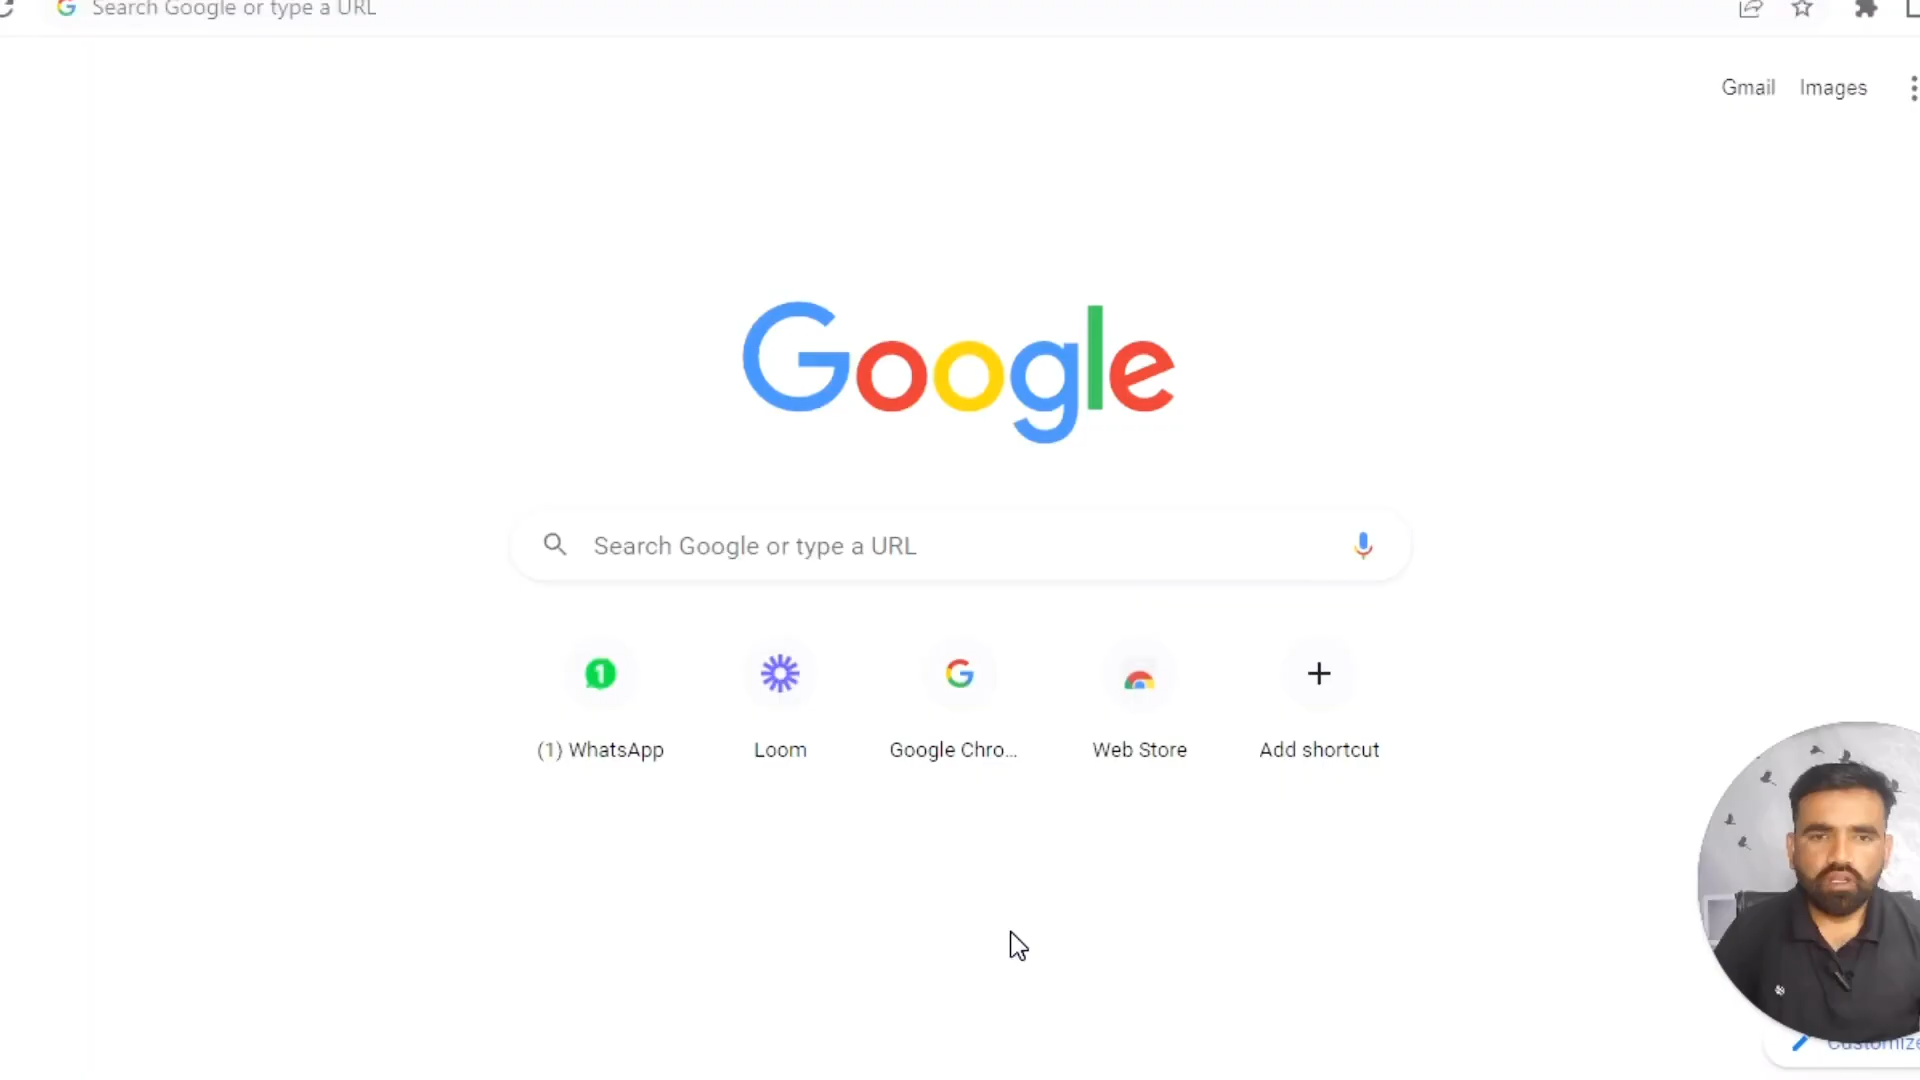 Search Google or type a URL
Gmail Images
Google
Search Google or type a URL
(1) WhatsApp Loom Google Chro... Web Store Add shortcut
Customize